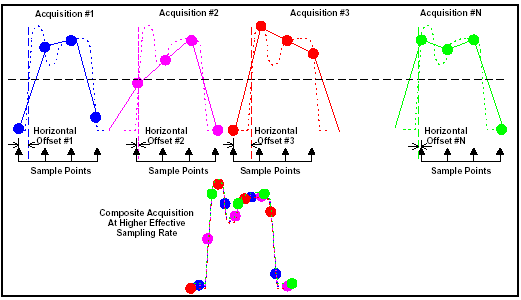 Acquisition #1
Acquisition #2
Acquisition #3
Acquisition #N
Horizontal
Offset #1
Horizontal
Offset #2
Horizontal
Offset #3
Horizontal
Offset #N
Sample Points
Sample Points
Sample Points
Sample Points
Composite Acquisition
At Higher Effective
Sampling Rate